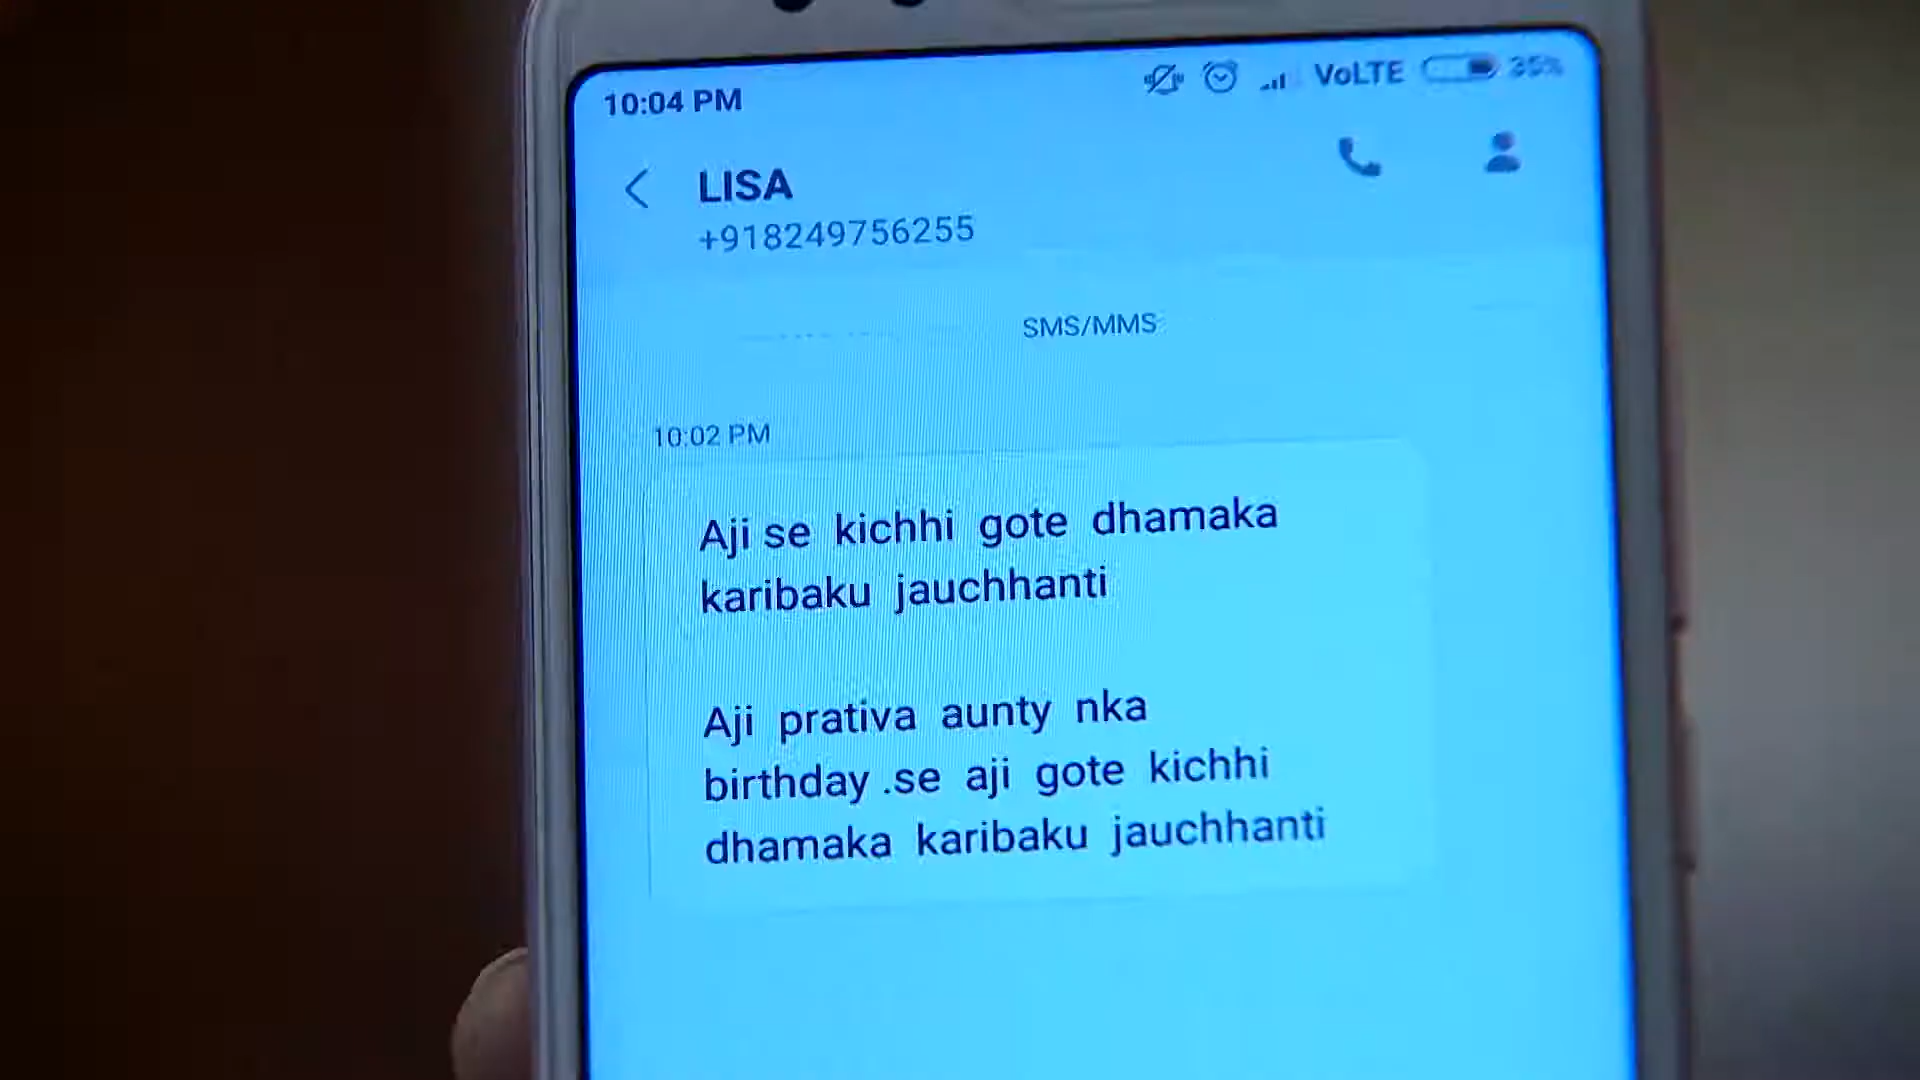 10:04 PM VoLTE 35%
LISA
+918249756255
SMS/MMS
10:02 PM
Aji se kichhi gote dhamaka
karibaku jauchhanti
Aji prativa aunty nka
birthday .se aji gote kichhi
dhamaka karibaku jauchhanti